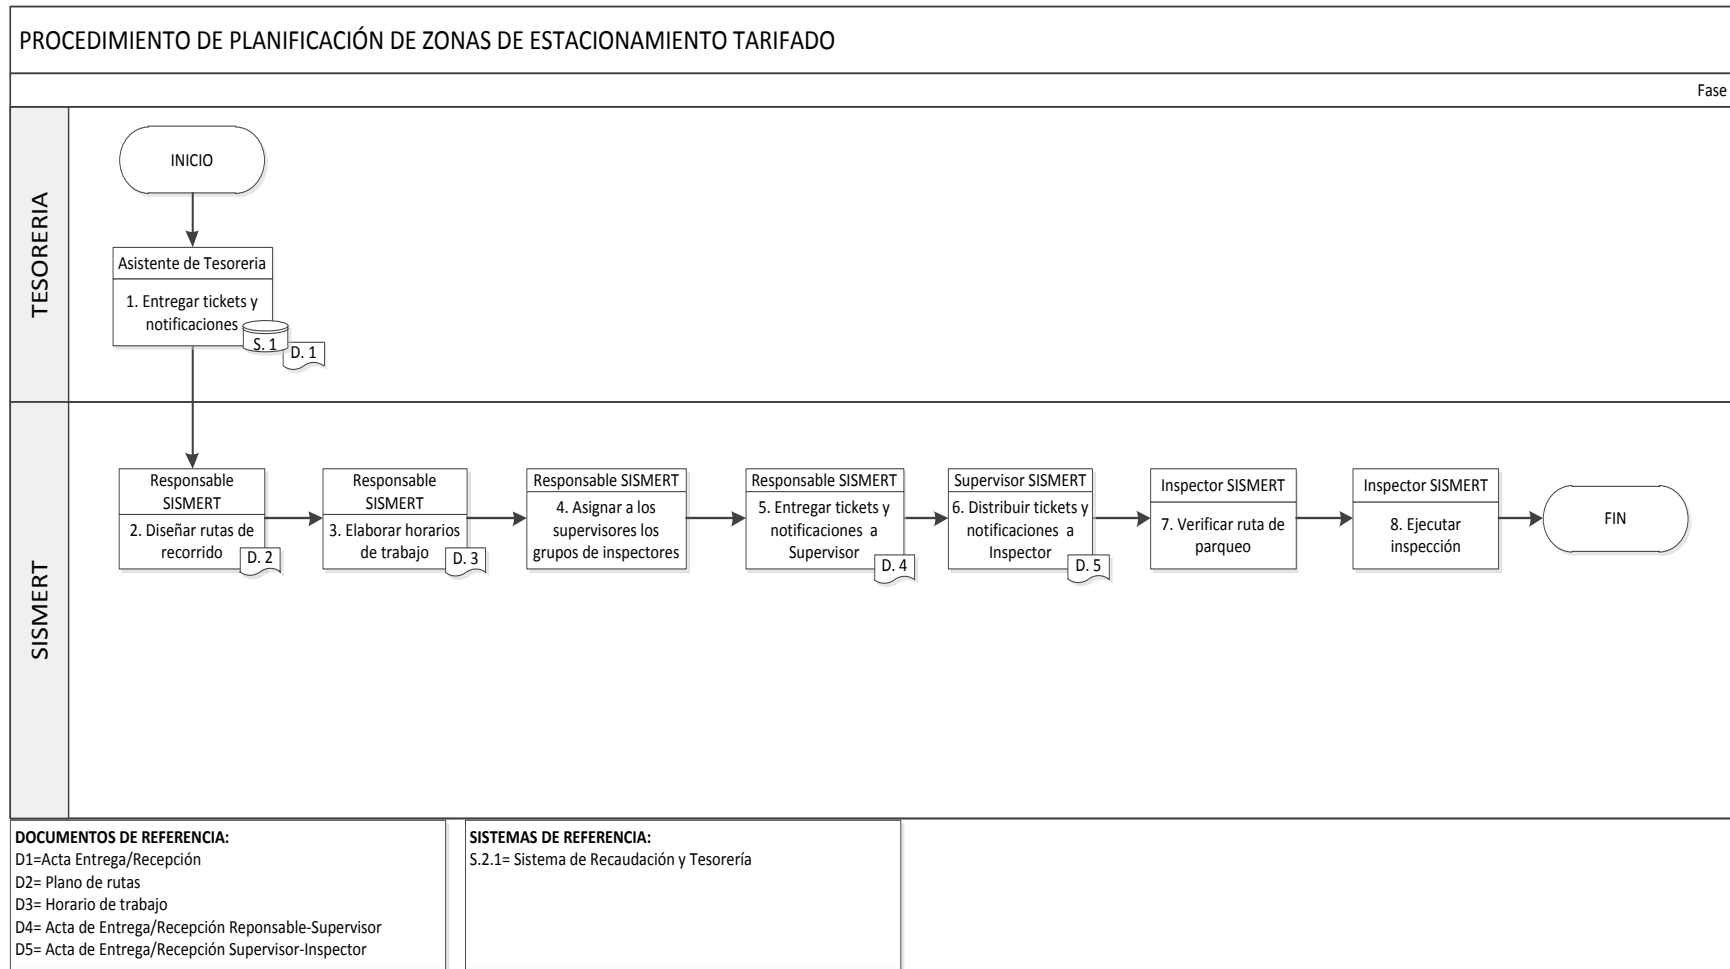 PROCEDIMIENTO DE PLANIFICACIÓN DE ZONAS DE ESTACIONAMIENTO TARIFADO
Fase
TESORERIA
INICIO
Asistente de Tesoreria
1. Entregar tickets y
notificaciones
S. 1
D. 1
SISMERT
Responsable
SISMERT
2. Diseñar rutas de
recorrido
D. 2
Responsable
SISMERT
3. Elaborar horarios
de trabajo
D. 3
Responsable SISMERT
4. Asignar a los
supervisores los
grupos de inspectores
Responsable SISMERT
5. Entregar tickets y
notificaciones a
Supervisor
D. 4
Supervisor SISMERT
6. Distribuir tickets y
notificaciones a
Inspector
D. 5
Inspector SISMERT
7. Verificar ruta de
parqueo
Inspector SISMERT
8. Ejecutar
inspección
FIN
DOCUMENTOS DE REFERENCIA:
D1=Acta Entrega/Recepción
D2= Plano de rutas
D3= Horario de trabajo
D4= Acta de Entrega/Recepción Reponsable-Supervisor
D5= Acta de Entrega/Recepción Supervisor-Inspector
SISTEMAS DE REFERENCIA:
S.2.1= Sistema de Recaudación y Tesorería